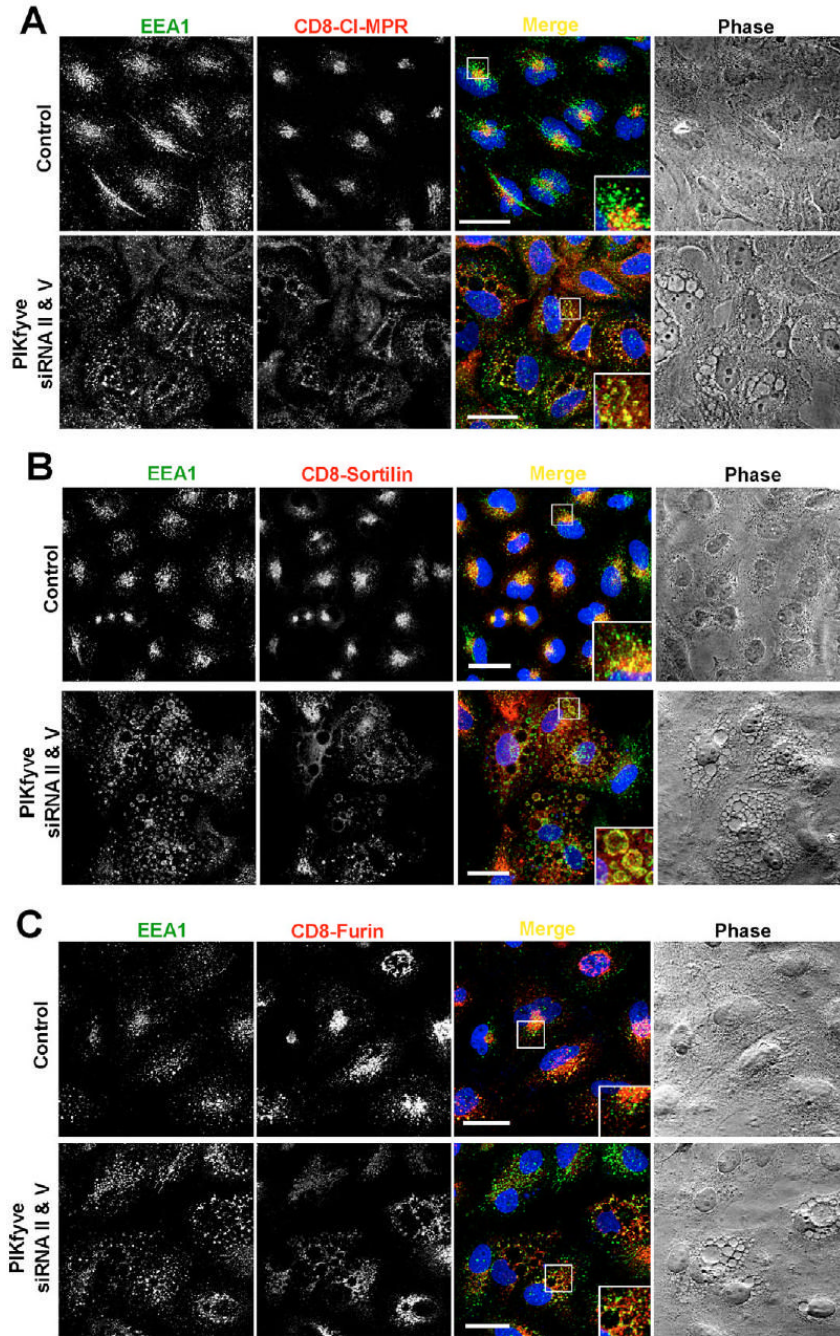 A
EEA1 CD8-CI-MPR Merge Phase
Control
PIKfyve
siRNA II & V
B
EEA1 CD8-Sortilin Merge Phase
Control
PIKfyve
siRNA II & V
C
EEA1 CD8-Furin Merge Phase
Control
PIKfyve
siRNA II & V